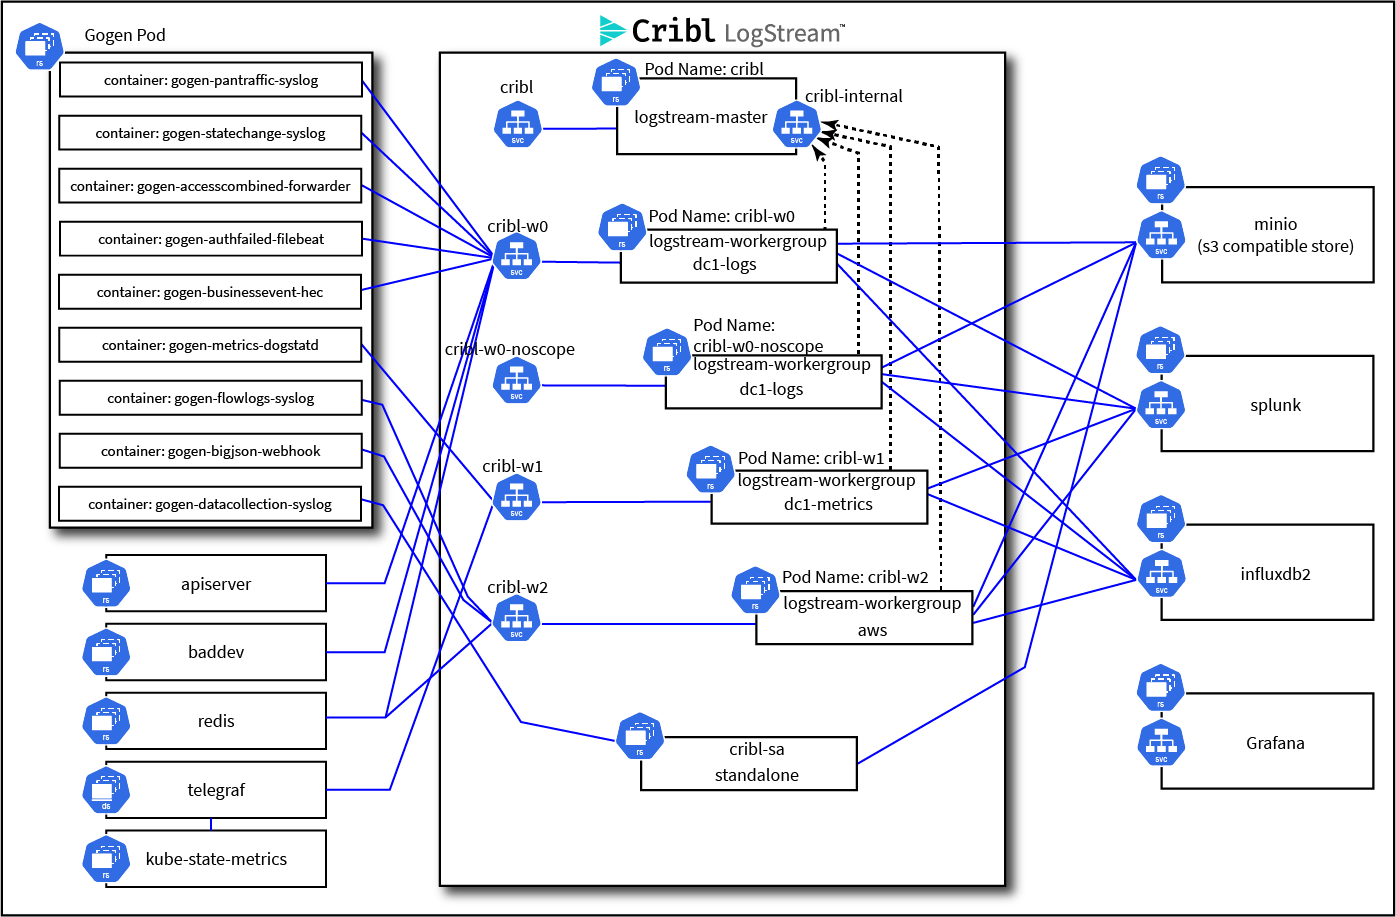 Gogen Pod
rs
container: gogen-pantraffic-syslog
container: gogen-statechange-syslog
container: gogen-accesscombined-forwarder
container: gogen-authfailed-filebeat
container: gogen-businessevent-hec
container: gogen-metrics-dogstatd
container: gogen-flowlogs-syslog
container: gogen-bigjson-webhook
container: gogen-datacollection-syslog
apiserver
rs
baddev
rs
redis
rs
telegraf
ds
kube-state-metrics
rs
Cribl LogStream™
cribl
svc
Pod Name: cribl
rs
logstream-master
cribl-internal
svc
cribl-w0
svc
Pod Name: cribl-w0
rs
logstream-workergroup
dc1-logs
cribl-w0-noscope
svc
Pod Name:
cribl-w0-noscope
rs
logstream-workergroup
dc1-logs
cribl-w1
svc
Pod Name: cribl-w1
rs
logstream-workergroup
dc1-metrics
cribl-w2
svc
Pod Name: cribl-w2
rs
logstream-workergroup
aws
rs
cribl-sa
standalone
rs
svc
minio
(s3 compatible store)
rs
svc
splunk
rs
svc
influxdb2
rs
svc
Grafana